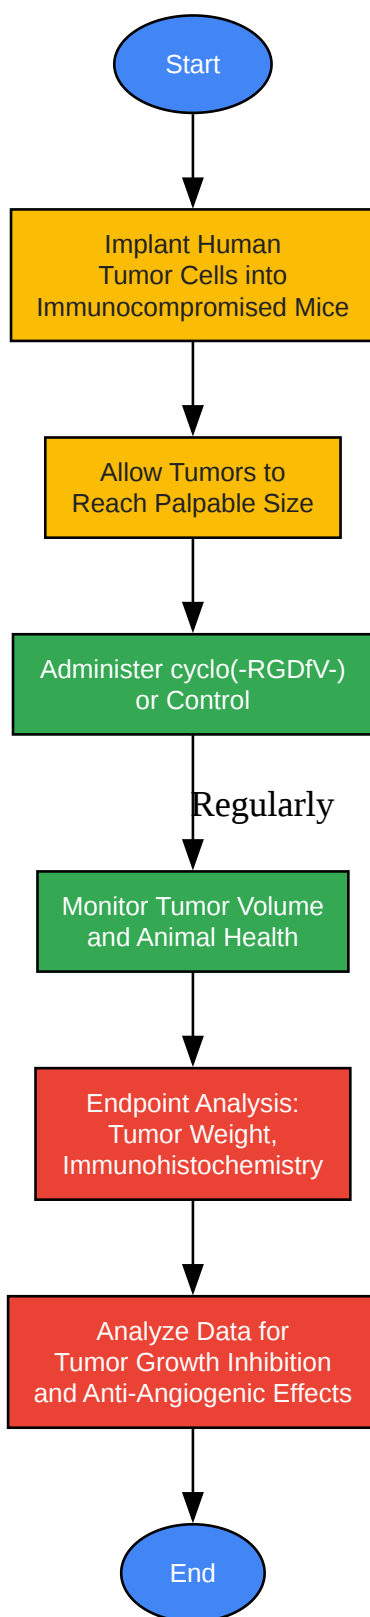 Start
Implant Human
Tumor Cells into
Immunocompromised Mice
Allow Tumors to
Reach Palpable Size
Administer cyclo(-RGDfV-)
or Control
Regularly
Monitor Tumor Volume
and Animal Health
Endpoint Analysis:
Tumor Weight,
Immunohistochemistry
Analyze Data for
Tumor Growth Inhibition
and Anti-Angiogenic Effects
End